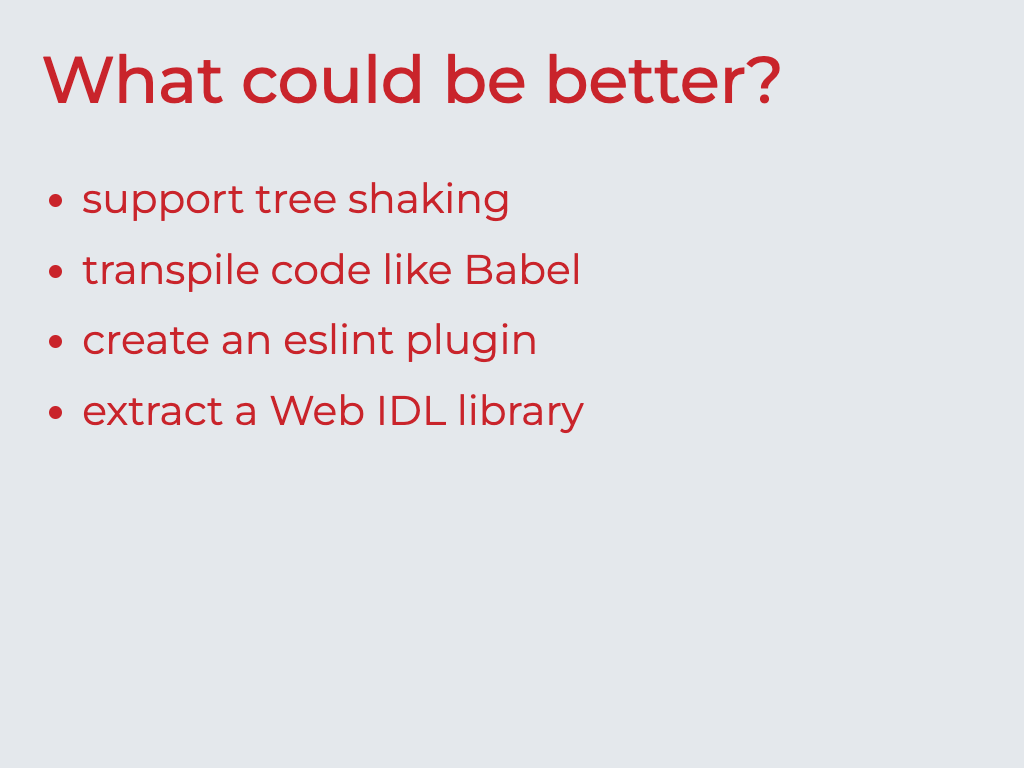 What could be better?
• support tree shaking
• transpile code like Babel
• create an eslint plugin
• extract a Web IDL library